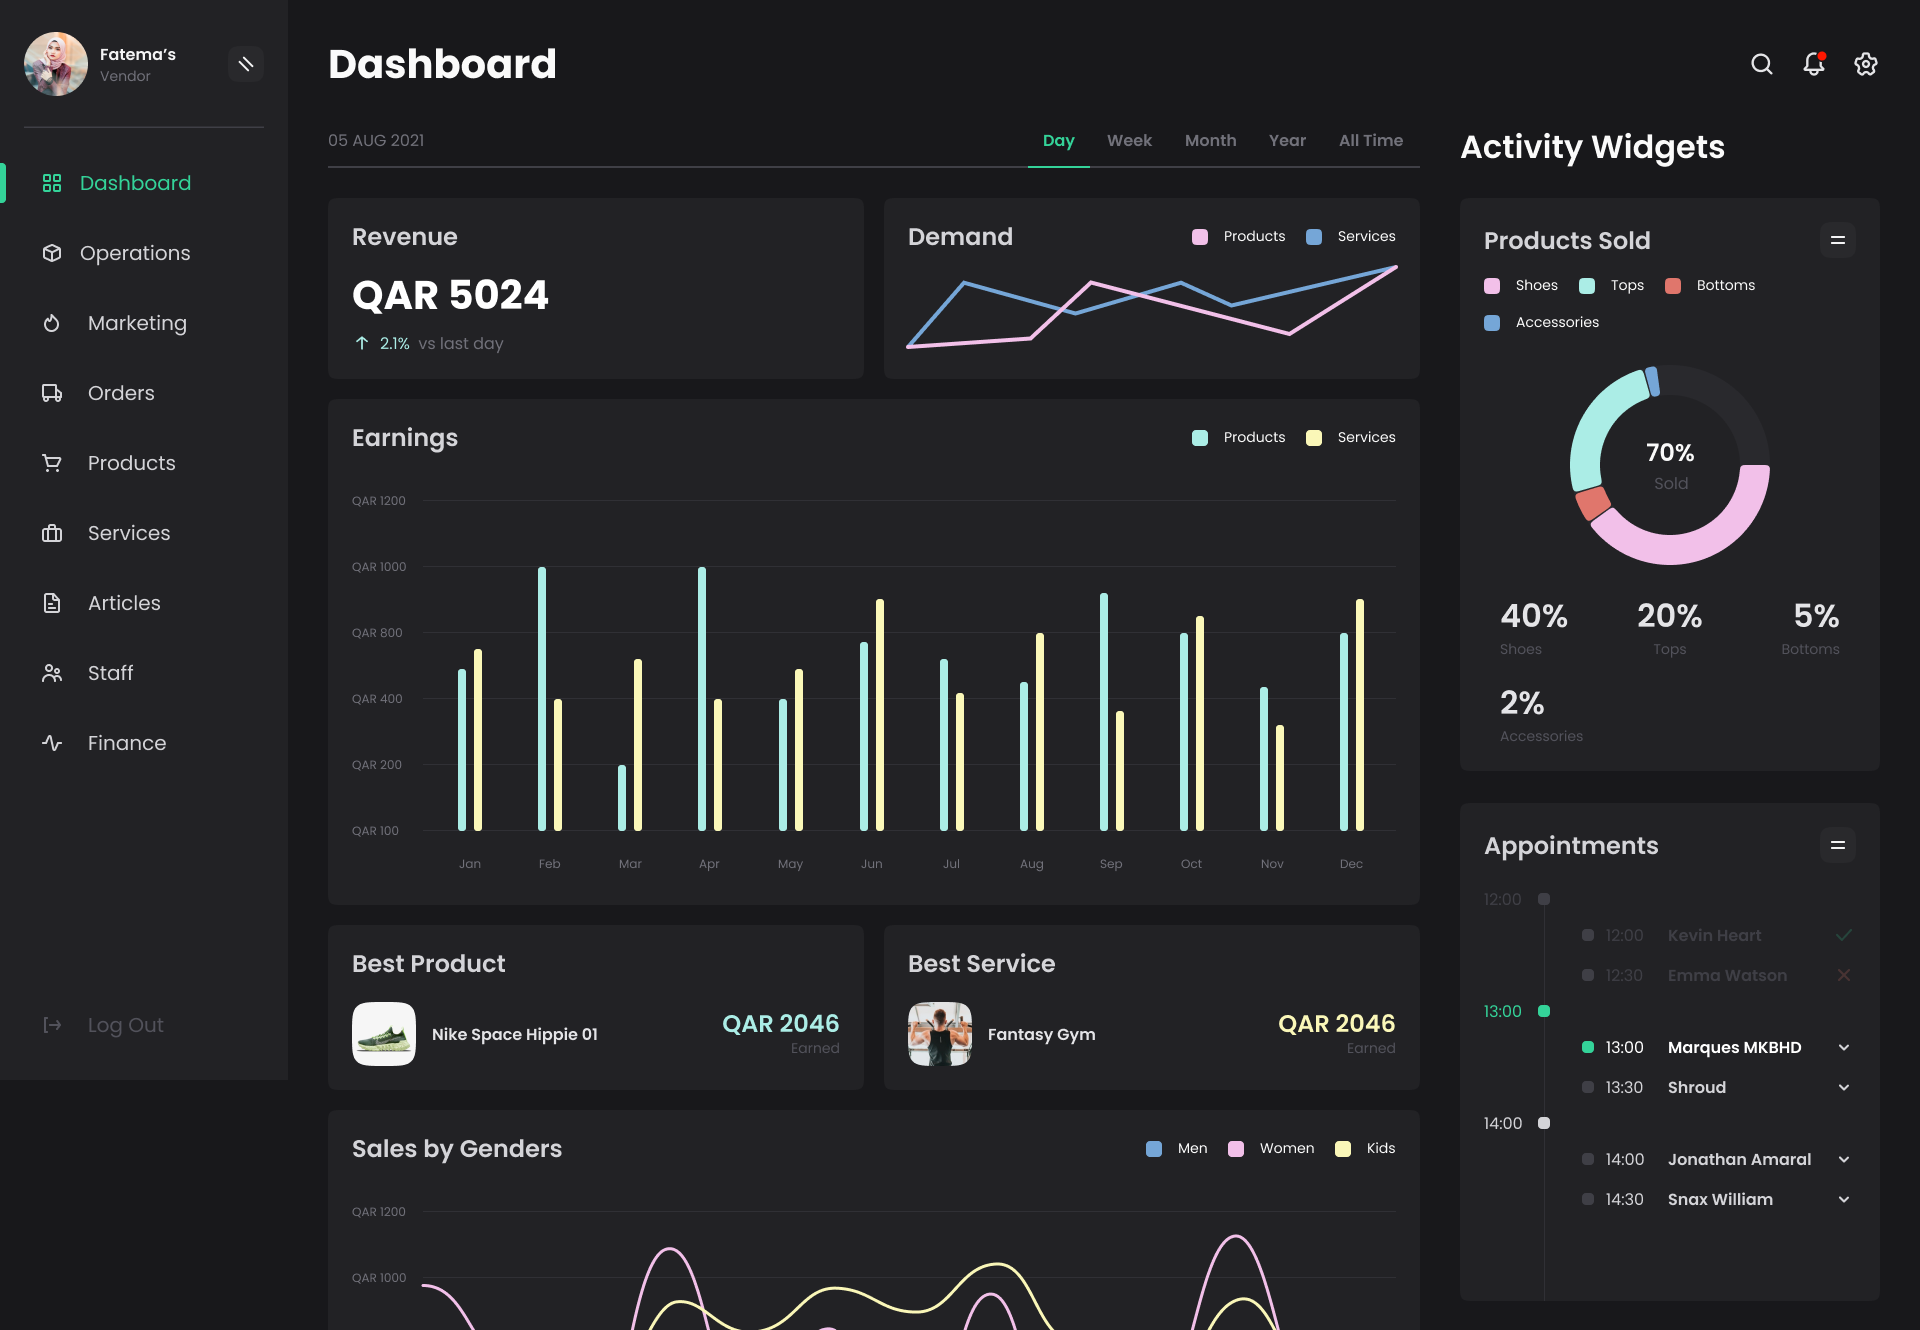 Fatema’s
Vendor
Dashboard
Operations
Marketing
Orders
Products
Services
Articles
Staff
Finance
Log Out
Dashboard
05 AUG 2021
Day Week Month Year All Time
Revenue
QAR 5024
2.1% vs last day
Demand
Products Services
Earnings
Products Services
QAR 1200
QAR 1000
QAR 800
QAR 400
QAR 200
QAR 100
Jan Feb Mar Apr May Jun Jul Aug Sep Oct Nov Dec
Best Product
Nike Space Hippie 01
QAR 2046
Earned
Best Service
Fantasy Gym
QAR 2046
Earned
Sales by Genders
Men Women Kids
QAR 1200
QAR 1000
Activity Widgets
Products Sold
Shoes Tops Bottoms
Accessories
70%
Sold
40% 20% 5%
Shoes Tops Bottoms
2%
Accessories
Appointments
12:00
12:00 Kevin Heart
12:30 Emma Watson
13:00
13:00 Marques MKBHD
13:30 Shroud
14:00
14:00 Jonathan Amaral
14:30 Snax William